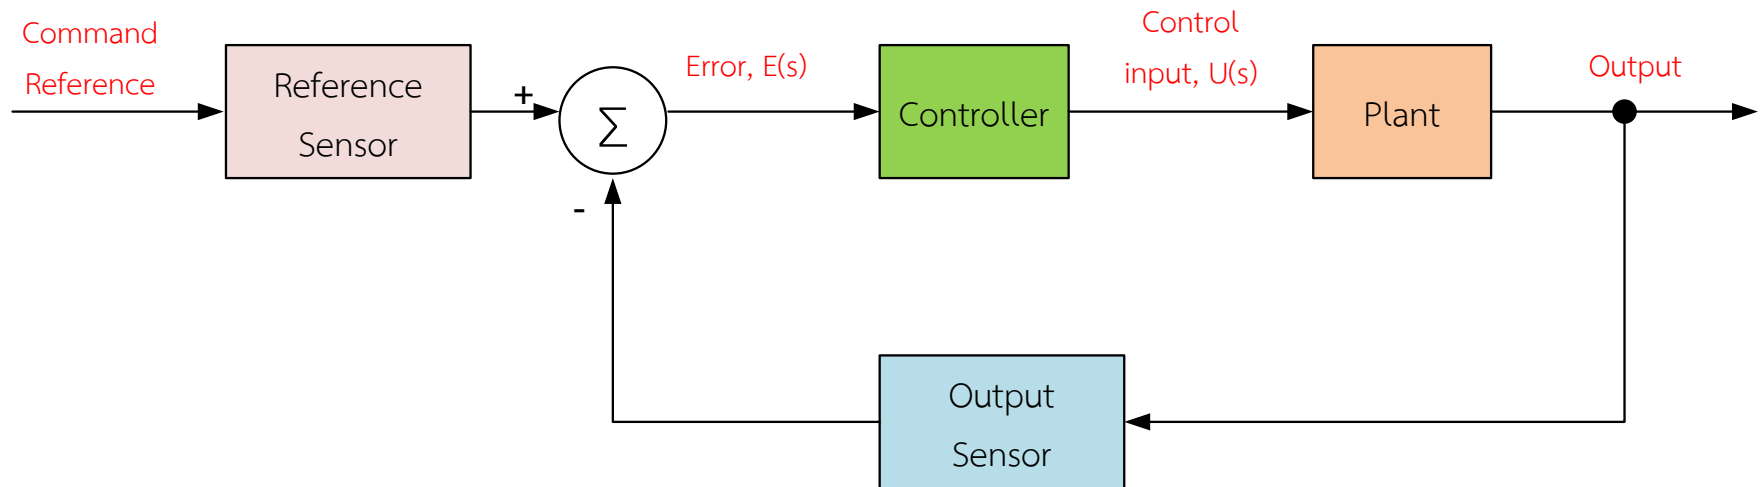 Command
Reference
Reference
Sensor
+
Σ
-
Error, E(s)
Controller
Control
input, U(s)
Plant
Output
Output
Sensor